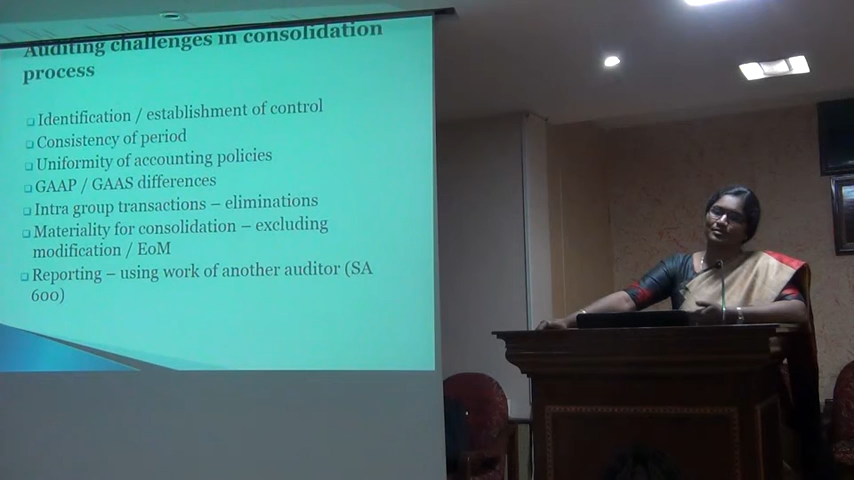 Auditing challenges in consolidation
process
Identification / establishment of control
Consistency of period
Uniformity of accounting policies
GAAP / GAAS differences
Intra group transactions – eliminations
Materiality for consolidation – excluding
modification / EoM
Reporting – using work of another auditor (SA
600)